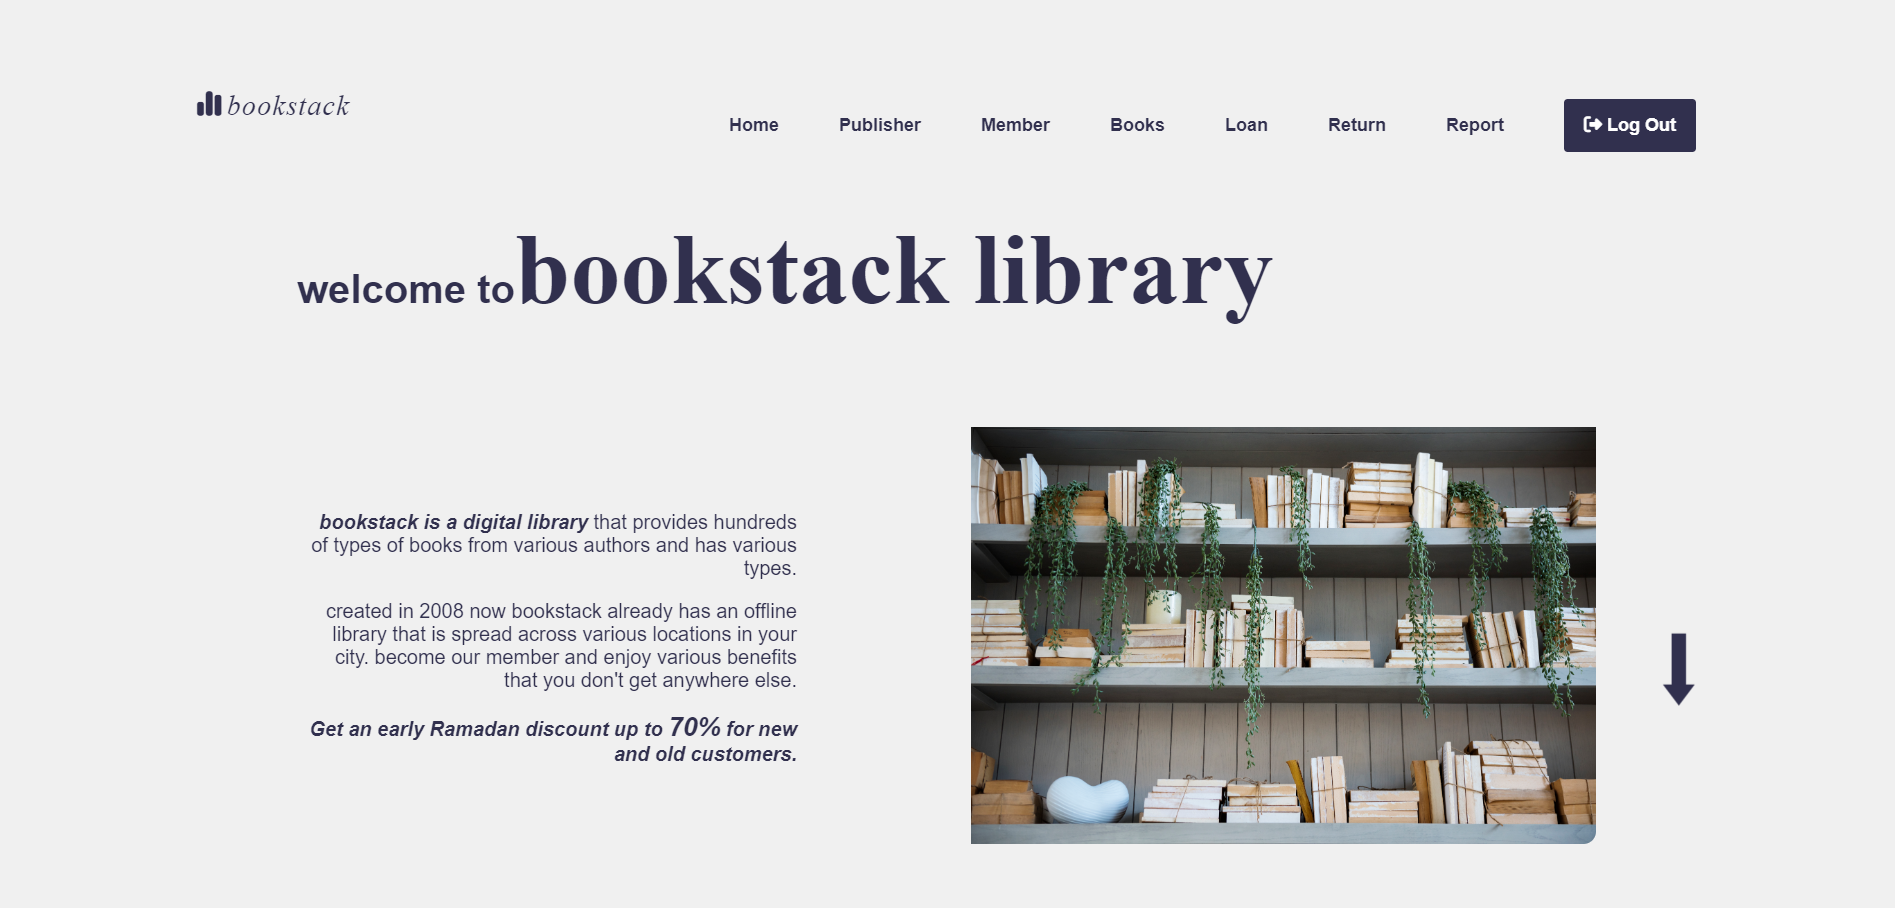 bookstack
Home Publisher Member Books Loan Return Report Log Out
welcome to bookstack library
bookstack is a digital library that provides hundreds
of types of books from various authors and has various
types.
created in 2008 now bookstack already has an offline
library that is spread across various locations in your
city. become our member and enjoy various benefits
that you don't get anywhere else.
Get an early Ramadan discount up to 70% for new
and old customers.